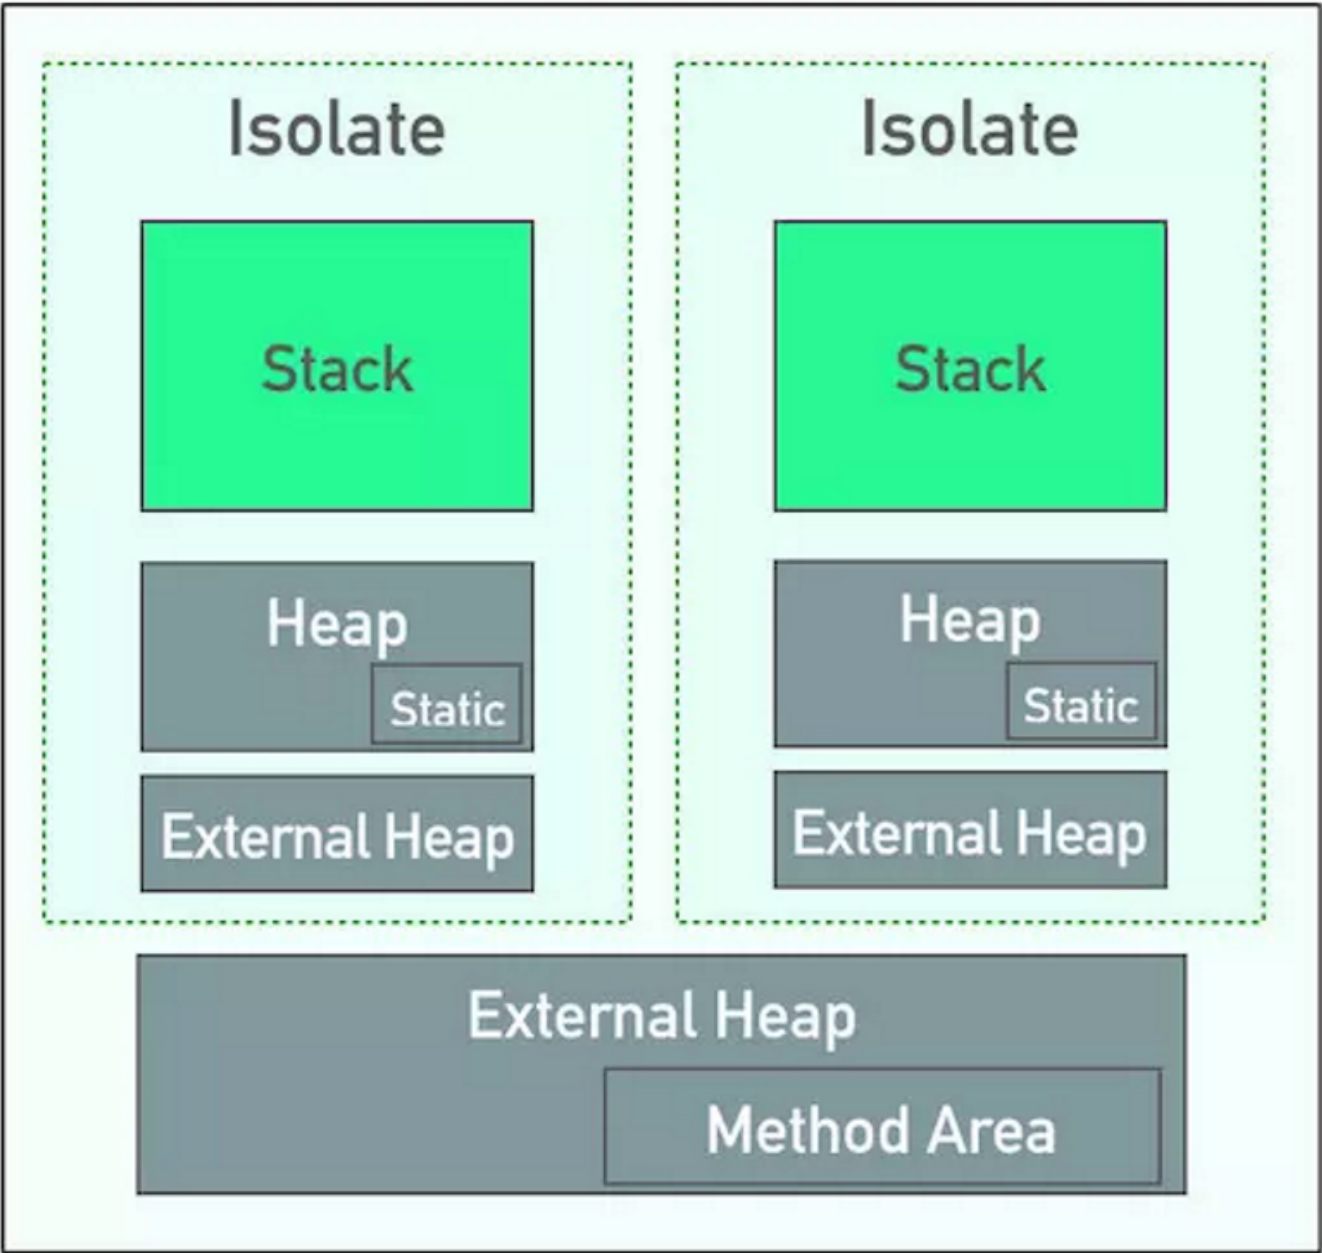 Isolate
Stack
Heap
Static
External Heap
Isolate
Stack
Heap
Static
External Heap
External Heap
Method Area